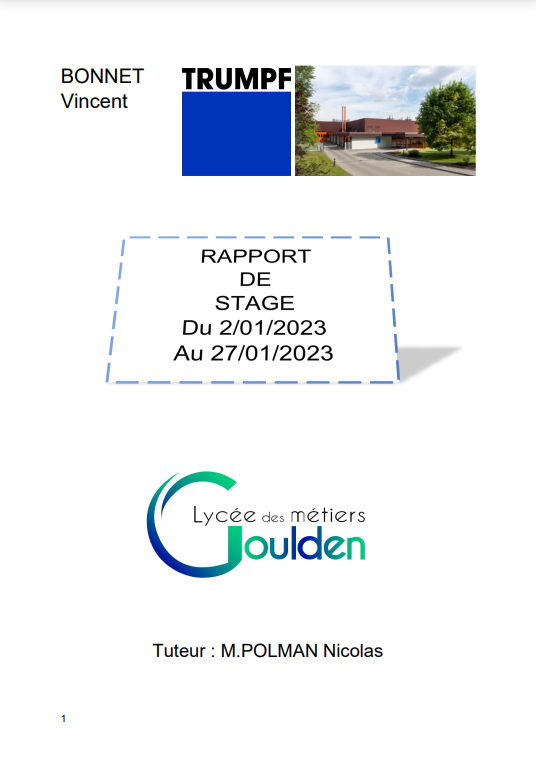 BONNET
Vincent
TRUMPF
RAPPORT
DE
STAGE
Du 2/01/2023
Au 27/01/2023
Lycée des métiers
Goulden
Tuteur : M.POLMAN Nicolas
1